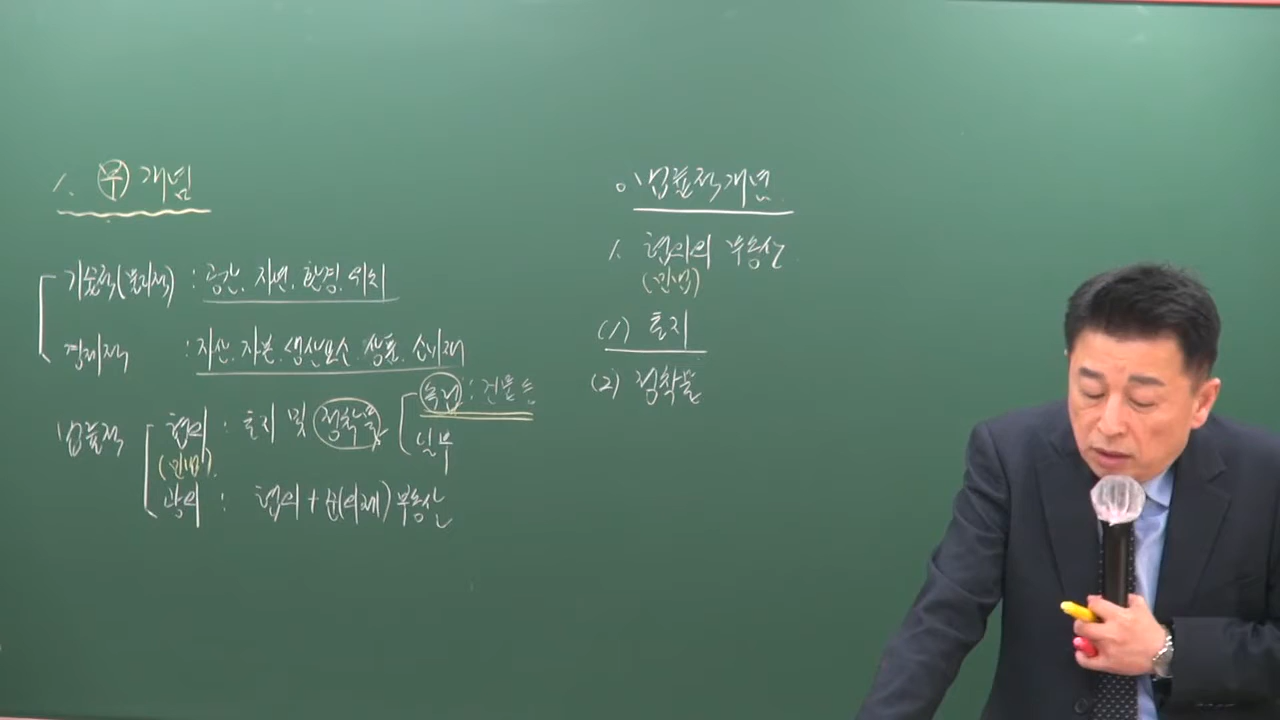 1. 부 개념
기술적(물리적) : 공간, 자연, 환경, 위치
경제적 : 자산, 자본, 생산요소, 상품, 소비재
법률적
협의 : 토지 및 정착물
(민법)
독립 : 건물 등
일부
광의 : 협의 + 준(의제)부동산
01 법률적개념
1. 협의의 부동산
(민법)
(1) 토지
(2) 정착물